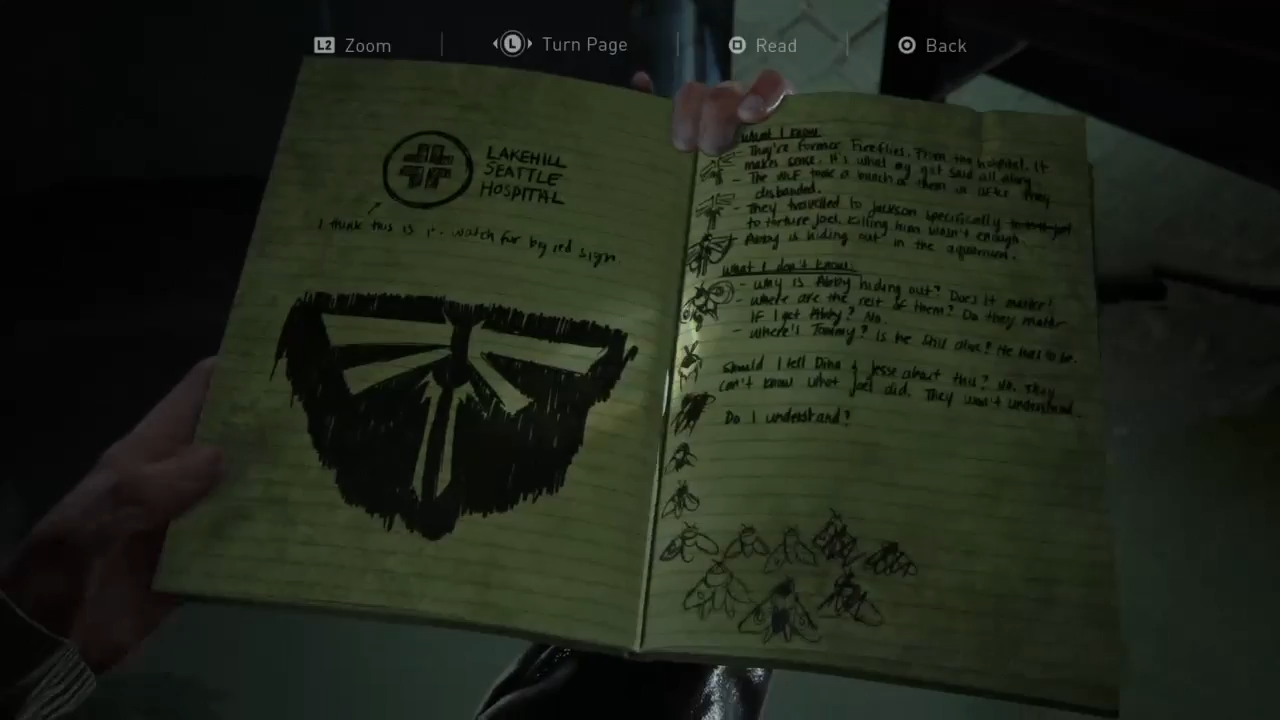 L2 Zoom
L Turn Page
Read
Back
LAKEHILL
SEATTLE
HOSPITAL
I think this is it - watch for big red sign.
What I know
- They're former Fireflies. From the hospital. It
makes sense. It's what my gut said all along.
- The WLF took a bunch of them in after they
disbanded.
- They travelled to Jackson specifically
to torture Joel. Killing him wasn't enough.
- Abby is hiding out in the aquarium.
What I don't know.
- Why is Abby hiding out? Does it matter?
- Where are the rest of them? Do they matter
if I get Abby? No.
- Where's Tommy? Is he still alive? He has to be.
Should I tell Dina & Jesse about this? No. They
can't know what Joel did. They won't understand.
Do I understand?